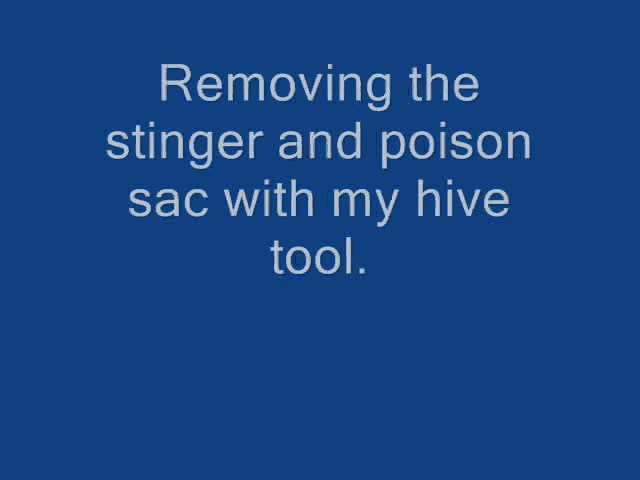 Removing the
stinger and poison
sac with my hive
tool.